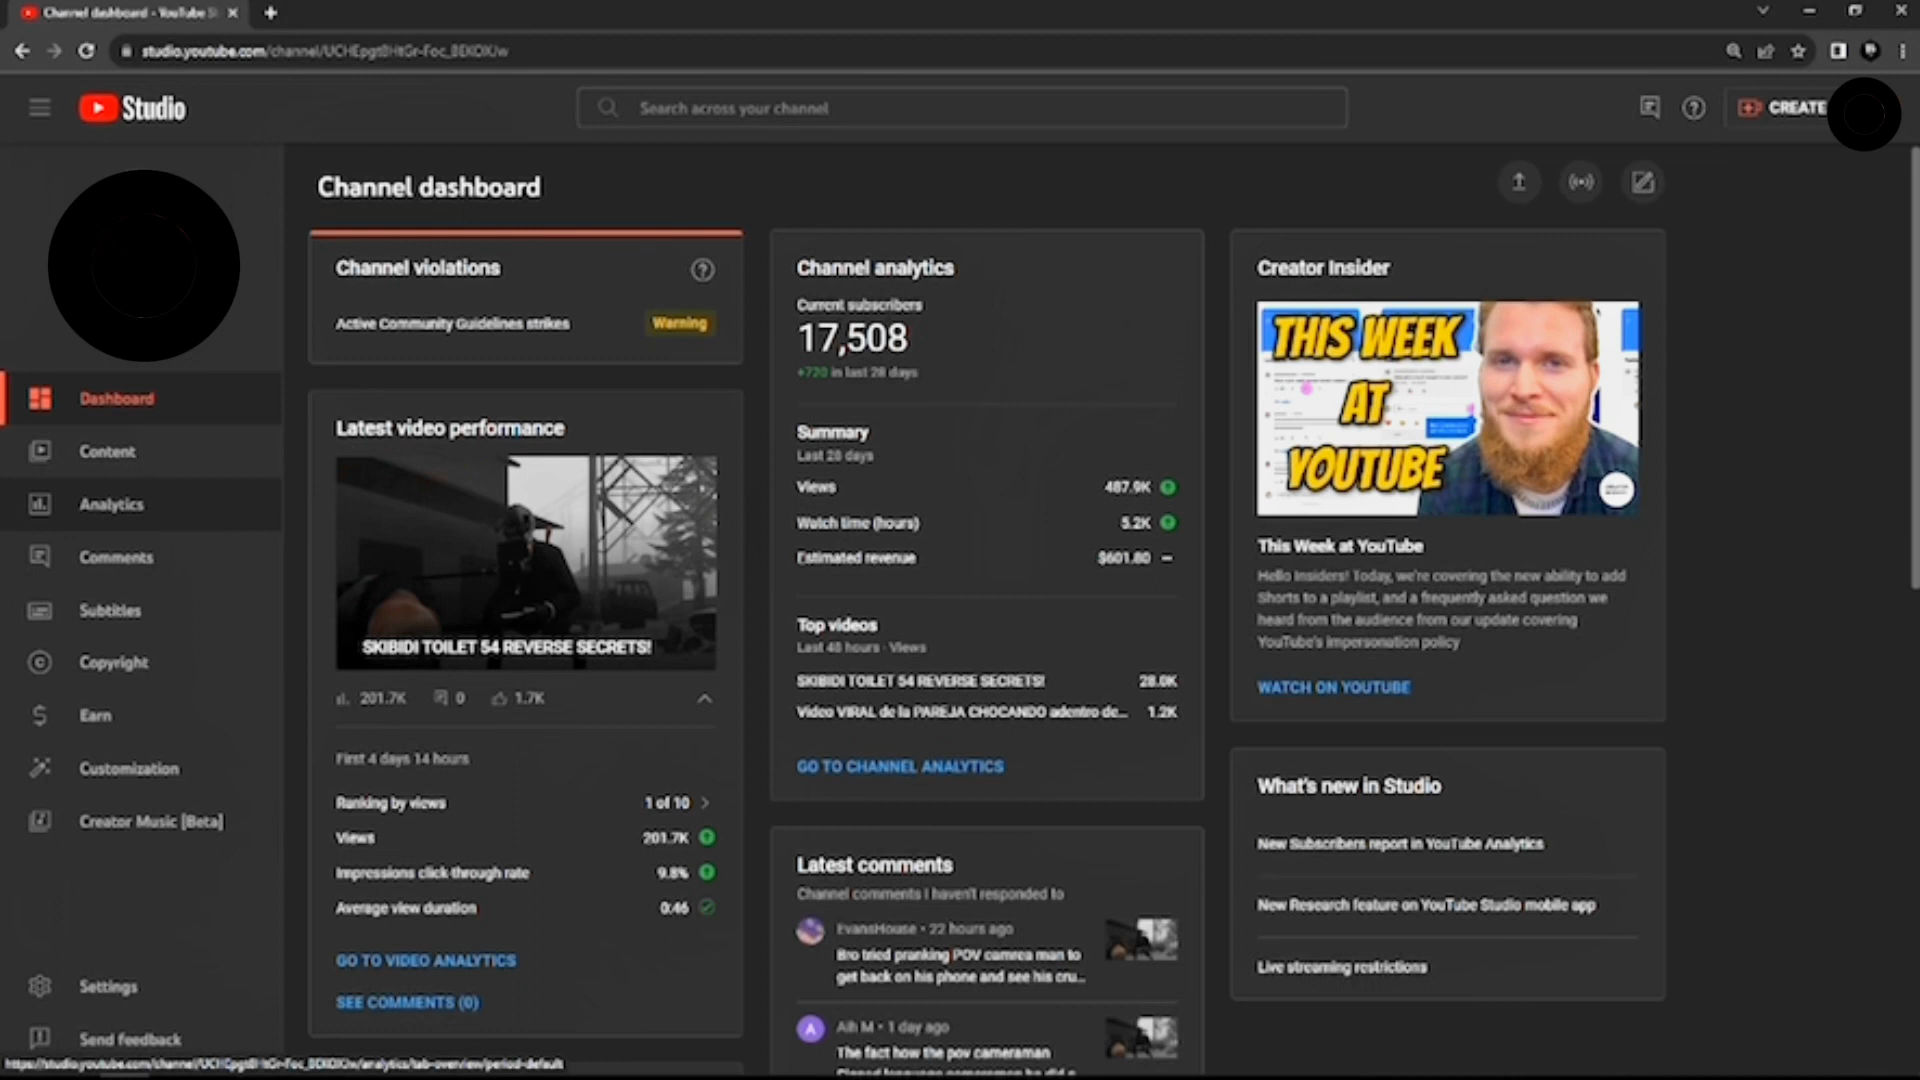 Channel dashboard - YouTube S
studio.youtube.com/channel/
Studio
Search across your channel
CREATE
Channel dashboard
Dashboard
Content
Analytics
Comments
Subtitles
Copyright
Earn
Customization
Creator Music [Beta]
Settings
Send feedback
Channel violations
Active Community Guidelines strikes
Warning
Latest video performance
SKIBIDI TOILET 54 REVERSE SECRETS!
201.7K 0 1.7K
First 4 days 14 hours
Ranking by views 1 of 10
Views 201.7K
Impressions click-through rate 9.8%
Average view duration 0:46
GO TO VIDEO ANALYTICS
SEE COMMENTS (0)
Channel analytics
Current subscribers
17,508
+720 in last 28 days
Summary
Last 28 days
Views 487.9K
Watch time (hours) 5.2K
Estimated revenue $601.80 —
Top videos
Last 48 hours · Views
SKIBIDI TOILET 54 REVERSE SECRETS! 28.0K
Video VIRAL de la PAREJA CHOCANDO adentro de... 1.2K
GO TO CHANNEL ANALYTICS
Latest comments
Channel comments I haven't responded to
EvansHouse • 22 hours ago
Bro tried pranking POV camrea man to
get back on his phone and see his cru...
A
Aih M • 1 day ago
The fact how the pov cameraman
Creator Insider
THIS WEEK
AT
YOUTUBE
This Week at YouTube
Hello Insiders! Today, we're covering the new ability to add
Shorts to a playlist, and a frequently asked question we
heard from the audience from our update covering
YouTube's impersonation policy
WATCH ON YOUTUBE
What's new in Studio
New Subscribers report in YouTube Analytics
New Research feature on YouTube Studio mobile app
Live streaming restrictions